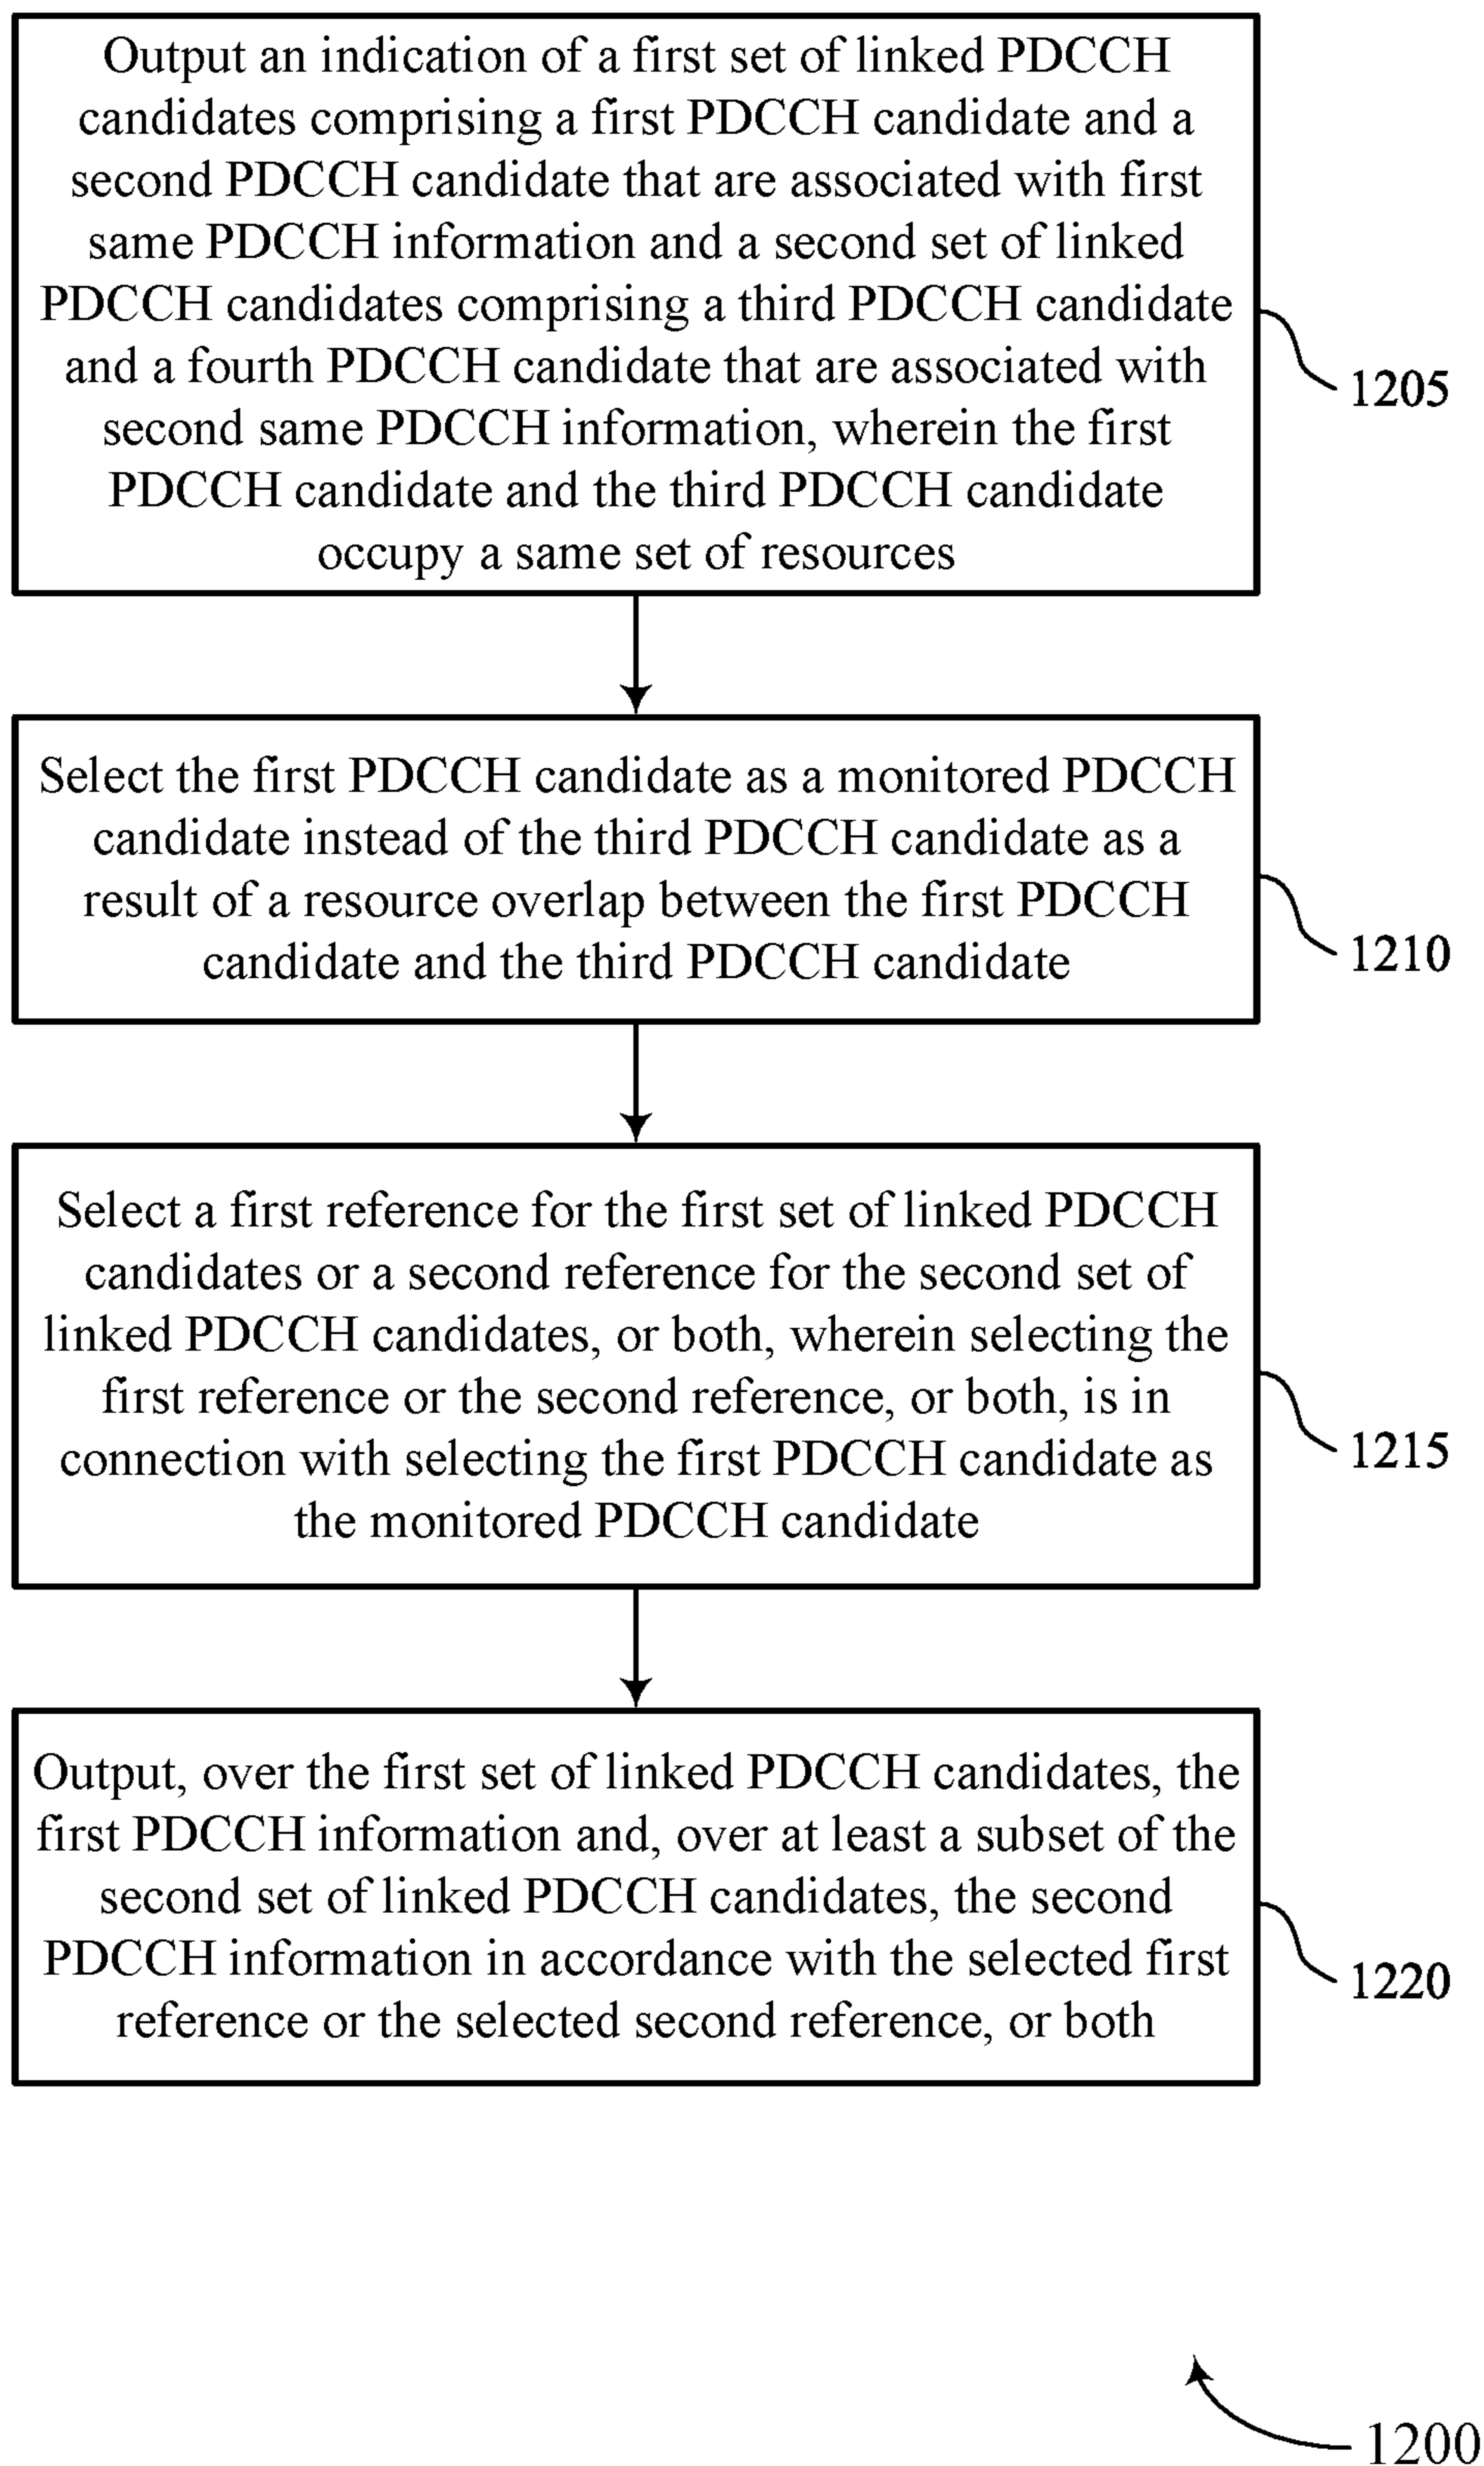 Output an indication of a first set of linked PDCCH
candidates comprising a first PDCCH candidate and a
second PDCCH candidate that are associated with first
same PDCCH information and a second set of linked
PDCCH candidates comprising a third PDCCH candidate
and a fourth PDCCH candidate that are associated with
second same PDCCH information, wherein the first
PDCCH candidate and the third PDCCH candidate
occupy a same set of resources
1205
Select the first PDCCH candidate as a monitored PDCCH
candidate instead of the third PDCCH candidate as a
result of a resource overlap between the first PDCCH
candidate and the third PDCCH candidate
1210
Select a first reference for the first set of linked PDCCH
candidates or a second reference for the second set of
linked PDCCH candidates, or both, wherein selecting the
first reference or the second reference, or both, is in
connection with selecting the first PDCCH candidate as
the monitored PDCCH candidate
1215
Output, over the first set of linked PDCCH candidates, the
first PDCCH information and, over at least a subset of the
second set of linked PDCCH candidates, the second
PDCCH information in accordance with the selected first
reference or the selected second reference, or both
1220
1200